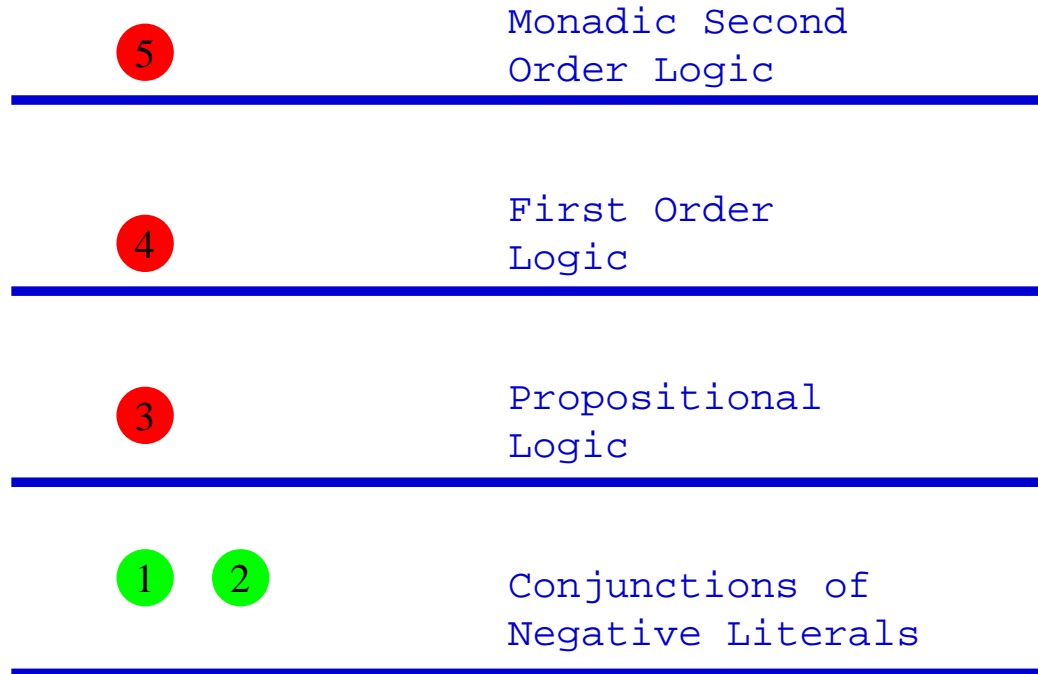 Monadic Second
5
Order Logic
First Order
4
Logic
Propositional
3
Logic
1 2
Conjunctions of
Negative Literals